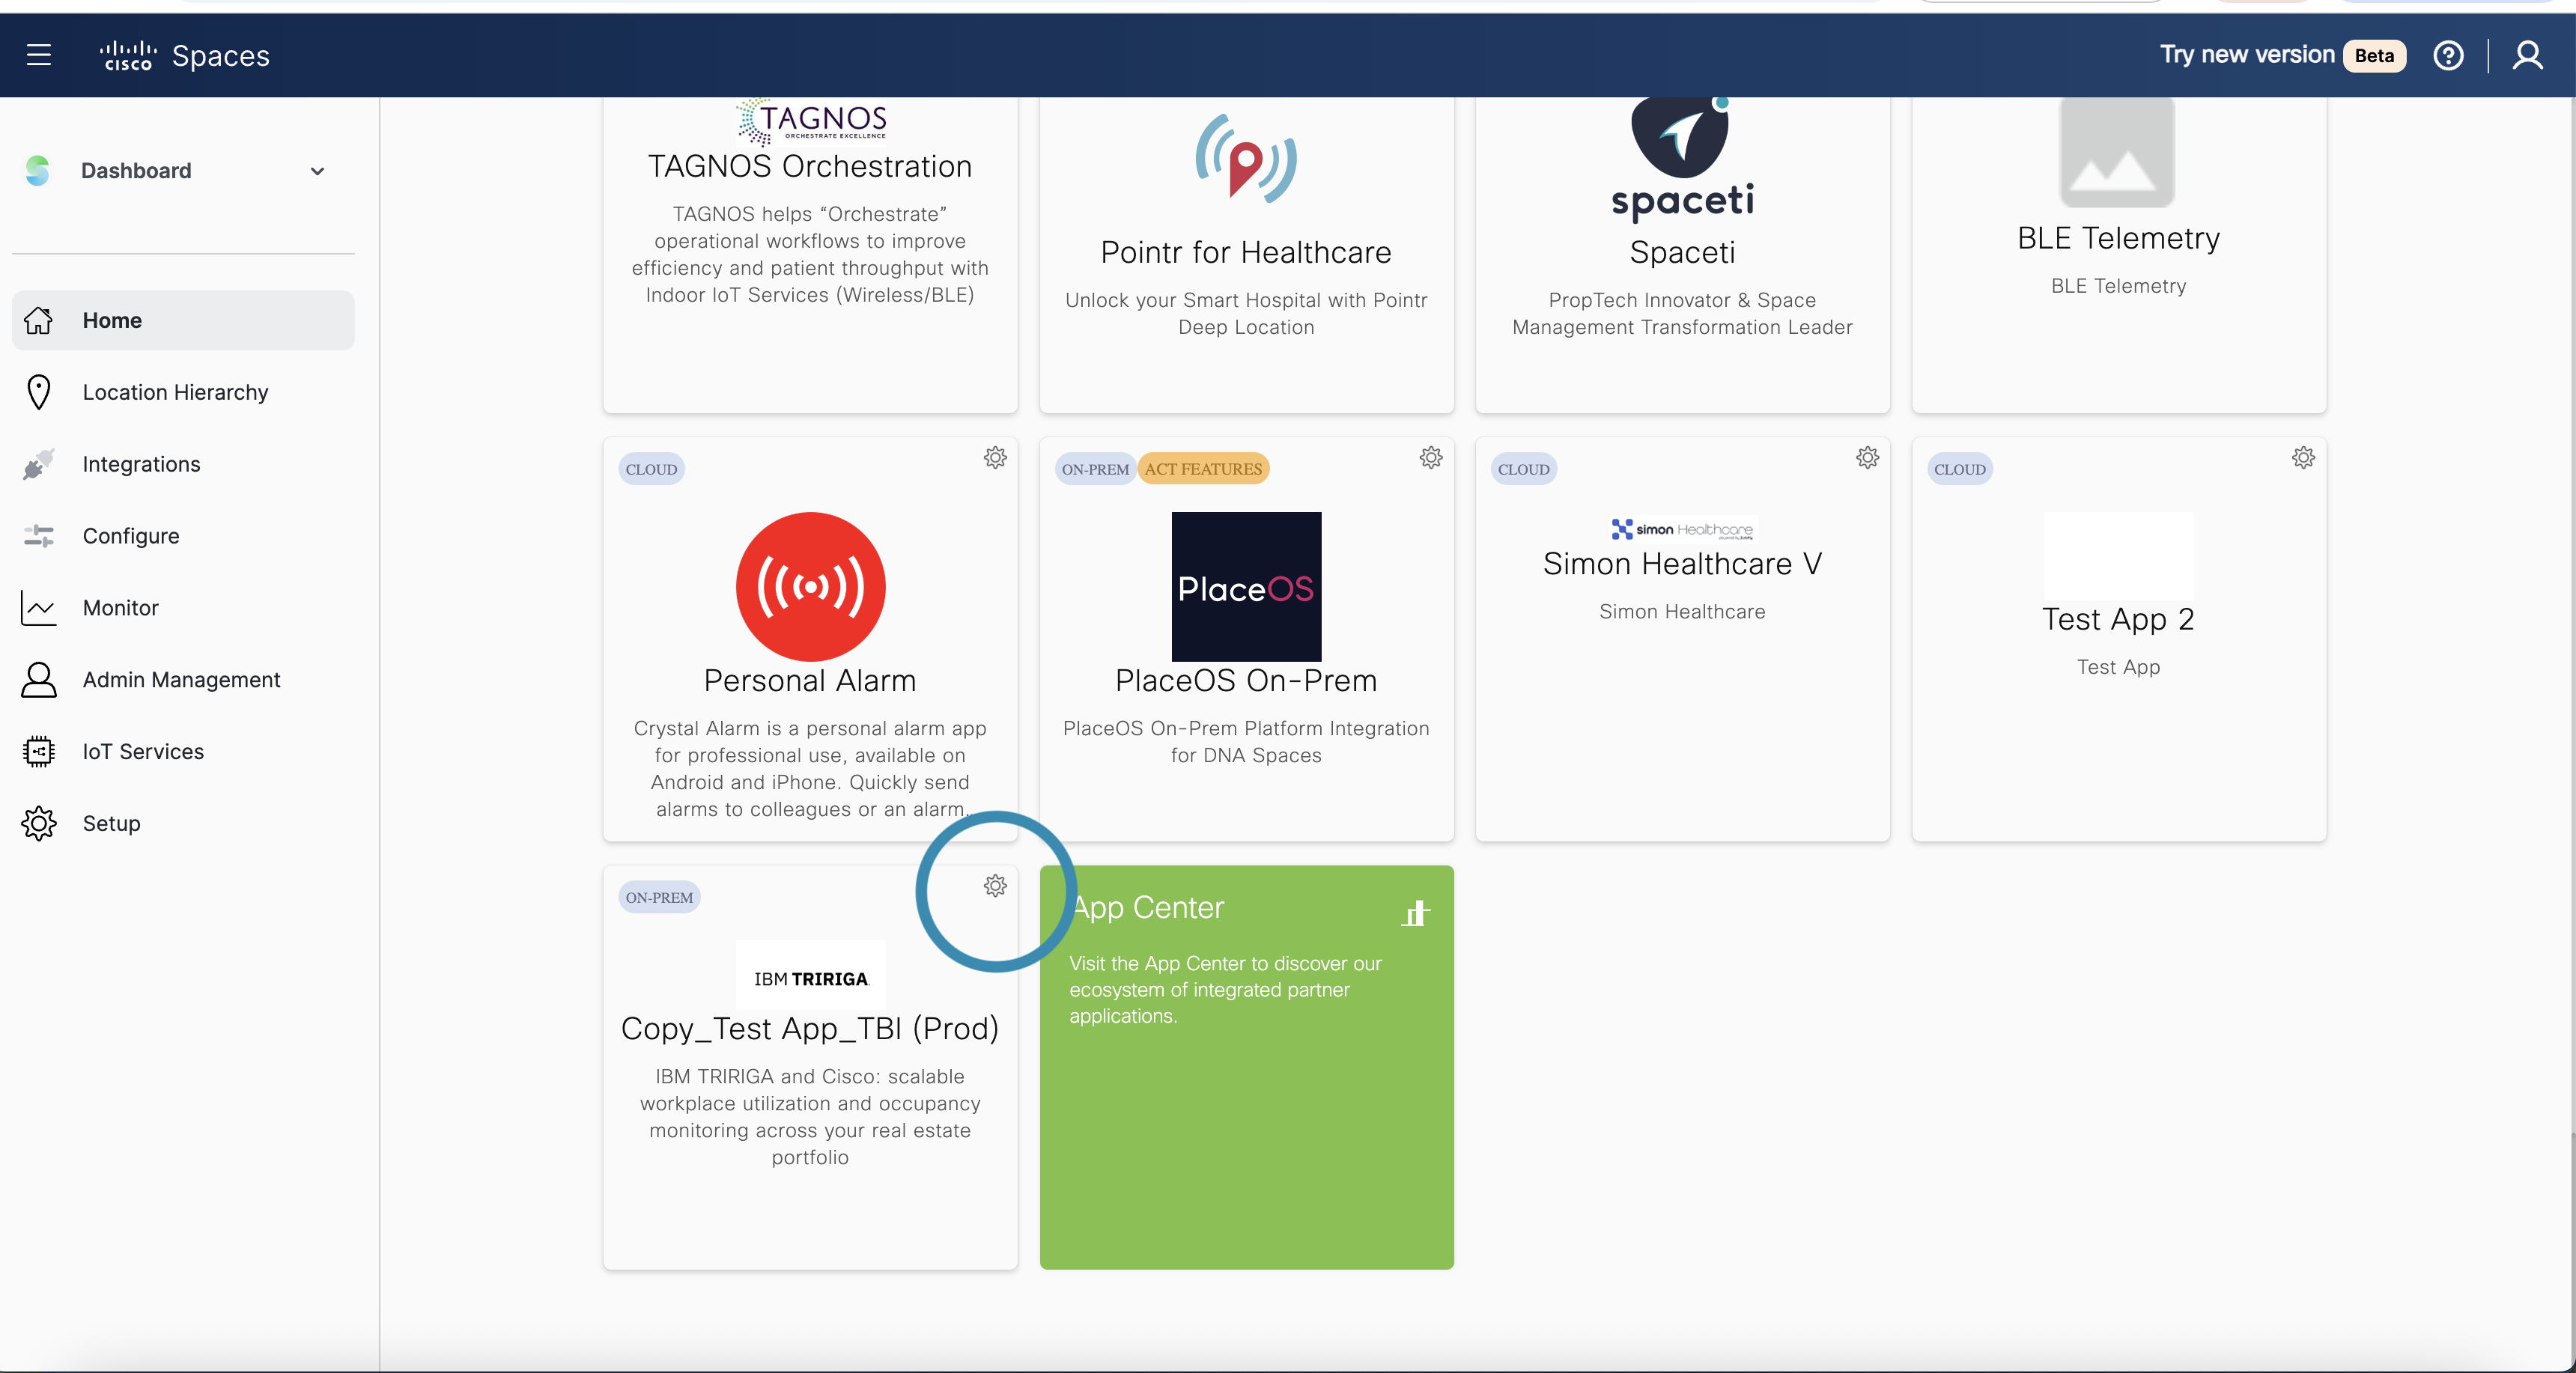 CISCO Spaces
Try new version Beta
Dashboard
Home
Location Hierarchy
Integrations
Configure
Monitor
Admin Management
IoT Services
Setup
TAGNOS
ORCHESTRATE EXCELLENCE
TAGNOS Orchestration
TAGNOS helps “Orchestrate”
operational workflows to improve
efficiency and patient throughput with
Indoor IoT Services (Wireless/BLE)
Pointr for Healthcare
Unlock your Smart Hospital with Pointr
Deep Location
spaceti
Spaceti
PropTech Innovator & Space
Management Transformation Leader
BLE Telemetry
BLE Telemetry
CLOUD
Personal Alarm
Crystal Alarm is a personal alarm app
for professional use, available on
Android and iPhone. Quickly send
alarms to colleagues or an alarm..
ON-PREM ACT FEATURES
PlaceOS
PlaceOS On-Prem
PlaceOS On-Prem Platform Integration
for DNA Spaces
CLOUD
simon Healthcare
Simon Healthcare V
Simon Healthcare
CLOUD
Test App 2
Test App
ON-PREM
IBM TRIRIGA
Copy_Test App_TBI (Prod)
IBM TRIRIGA and Cisco: scalable
workplace utilization and occupancy
monitoring across your real estate
portfolio
App Center
Visit the App Center to discover our
ecosystem of integrated partner
applications.